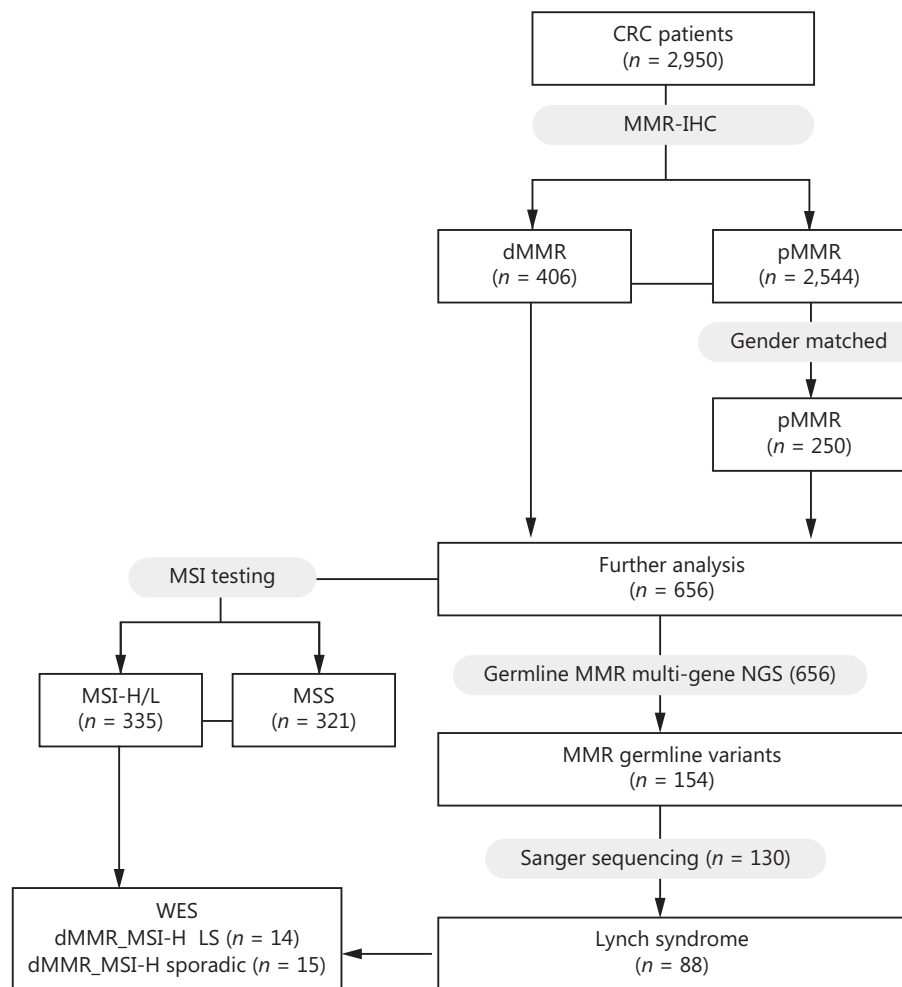 CRC patients
(n = 2,950)
MMR-IHC
dMMR
(n = 406)
pMMR
(n = 2,544)
Gender matched
pMMR
(n = 250)
Further analysis
(n = 656)
MSI testing
MSI-H/L
(n = 335)
MSS
(n = 321)
Germline MMR multi-gene NGS (656)
MMR germline variants
(n = 154)
Sanger sequencing (n = 130)
WES
dMMR_MSI-H LS (n = 14)
dMMR_MSI-H sporadic (n = 15)
Lynch syndrome
(n = 88)